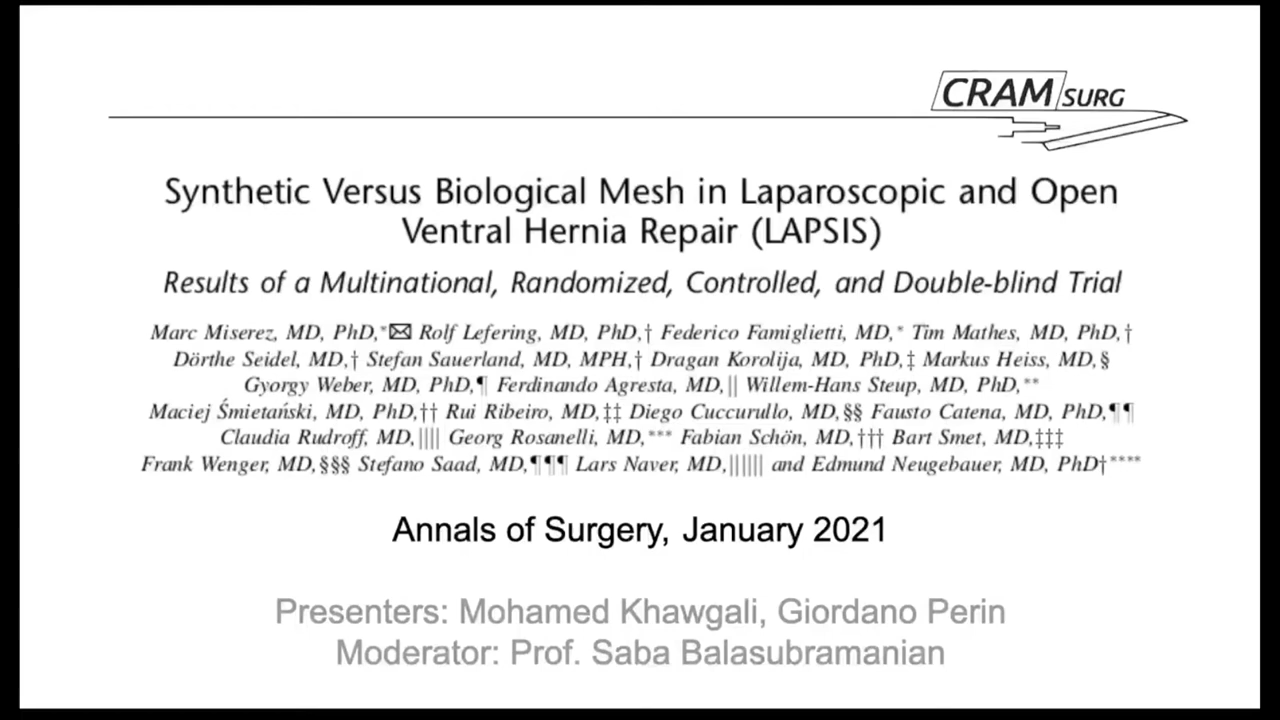 CRAM SURG
Synthetic Versus Biological Mesh in Laparoscopic and Open
Ventral Hernia Repair (LAPSIS)
Results of a Multinational, Randomized, Controlled, and Double-blind Trial
Marc Miserez, MD, PhD,*✉ Rolf Lefering, MD, PhD,† Federico Famiglietti, MD,* Tim Mathes, MD, PhD,†
Dörthe Seidel, MD,† Stefan Sauerland, MD, MPH,† Dragan Korolija, MD, PhD,‡ Markus Heiss, MD,§
Gyorgy Weber, MD, PhD,¶ Ferdinando Agresta, MD,|| Willem-Hans Steup, MD, PhD,**
Maciej Śmietański, MD, PhD,†† Rui Ribeiro, MD,‡‡ Diego Cuccurullo, MD,§§ Fausto Catena, MD, PhD,¶¶
Claudia Rudroff, MD,|||| Georg Rosanelli, MD,*** Fabian Schön, MD,††† Bart Smet, MD,‡‡‡
Frank Wenger, MD,§§§ Stefano Saad, MD,¶¶¶ Lars Naver, MD,|||||| and Edmund Neugebauer, MD, PhD†****
Annals of Surgery, January 2021
Presenters: Mohamed Khawgali, Giordano Perin
Moderator: Prof. Saba Balasubramanian